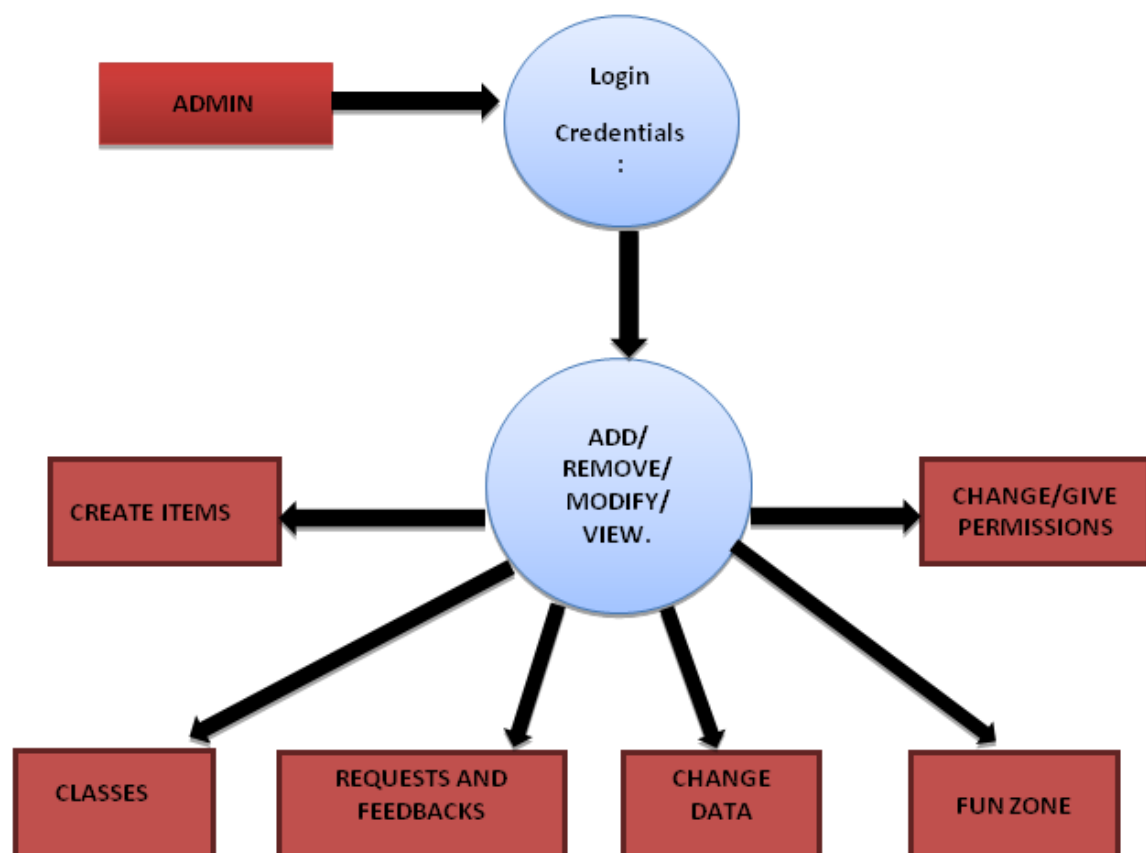 ADMIN
Login
Credentials
:
ADD/
REMOVE/
MODIFY/
VIEW.
CREATE ITEMS
CHANGE/GIVE
PERMISSIONS
CLASSES
REQUESTS AND
FEEDBACKS
CHANGE
DATA
FUN ZONE